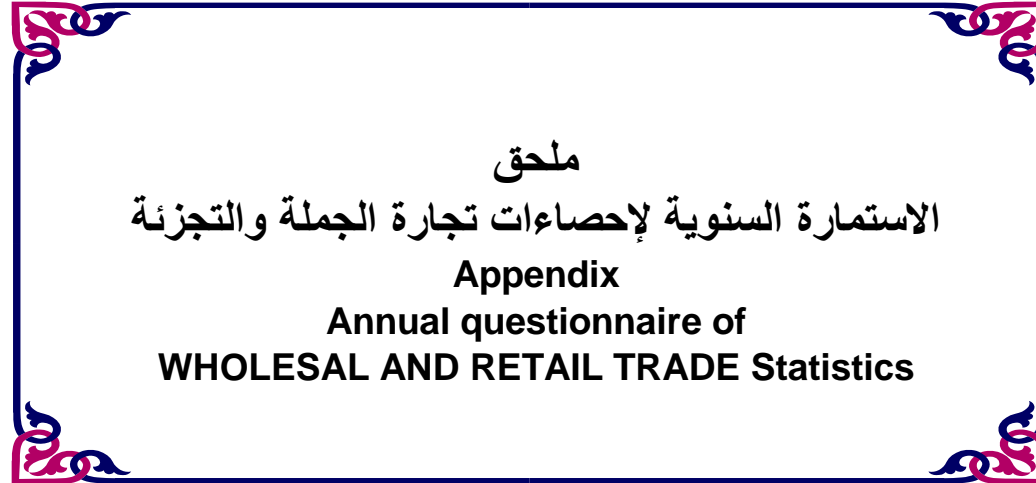 ملحق
الاستمارة السنوية لإحصاءات تجارة الجملة والتجزئة
Appendix
Annual questionnaire of
WHOLESAL AND RETAIL TRADE Statistics